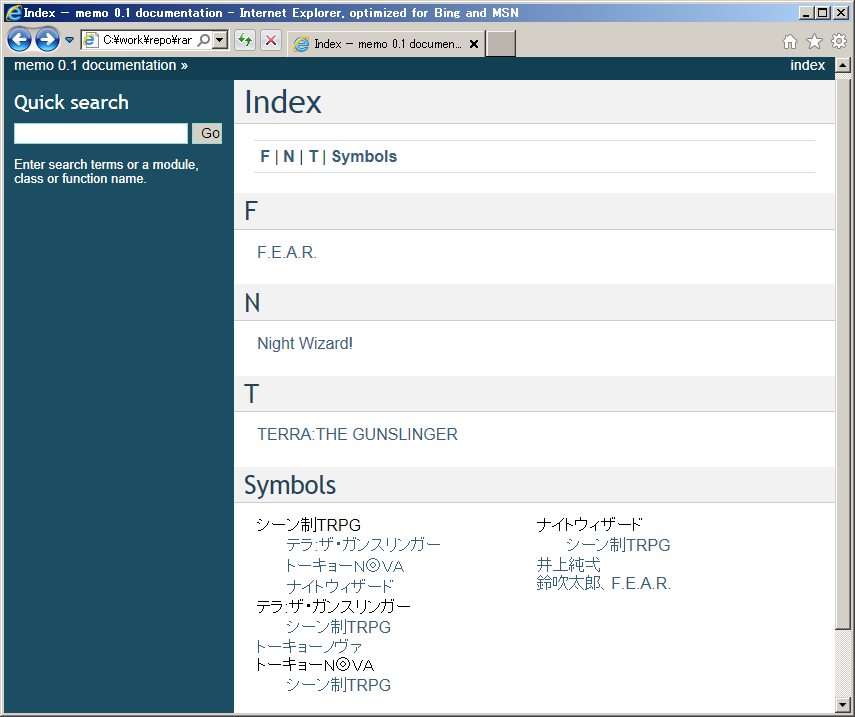 Index — memo 0.1 documentation - Internet Explorer, optimized for Bing and MSN
C:¥work¥repo¥rar
Index — memo 0.1 documen...
memo 0.1 documentation »
index
Quick search
Go
Enter search terms or a module,
class or function name.
Index
F | N | T | Symbols
F
F.E.A.R.
N
Night Wizard!
T
TERRA:THE GUNSLINGER
Symbols
シーン制TRPG
テラ:ザ・ガンスリンガー
トーキョーN◎VA
ナイトウィザード
テラ:ザ・ガンスリンガー
シーン制TRPG
トーキョーノヴァ
トーキョーN◎VA
シーン制TRPG
ナイトウィザード
シーン制TRPG
井上純弌
鈴吹太郎、F.E.A.R.